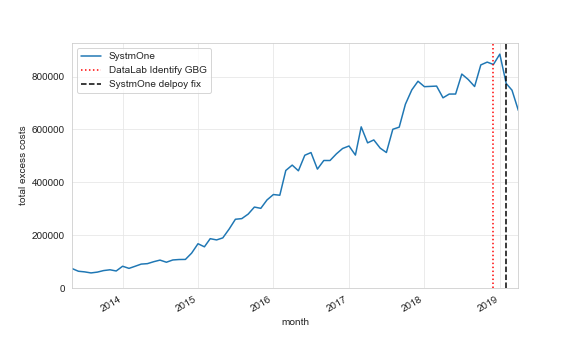 SystmOne
DataLab Identify GBG
SystmOne delpoy fix
total excess costs
800000
600000
400000
200000
0
2014
2015
2016
2017
2018
2019
month